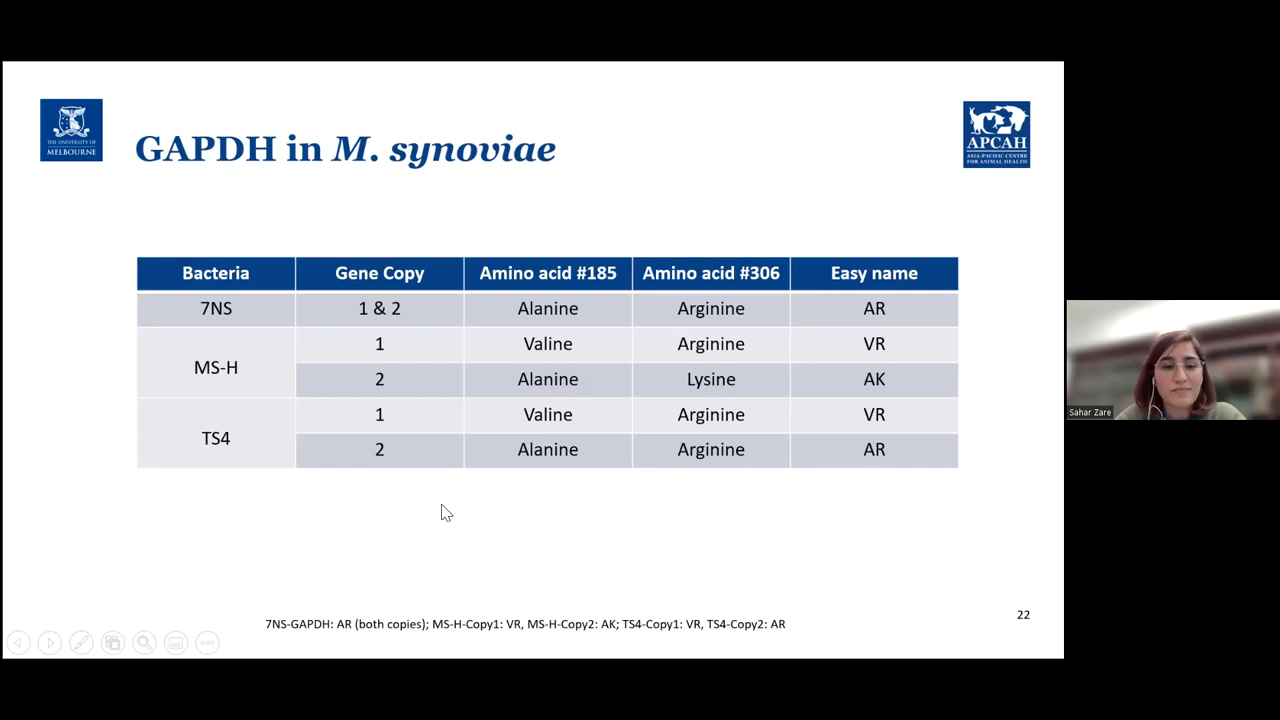 THE UNIVERSITY OF
MELBOURNE
GAPDH in M. synoviae
APCAH
ASIA-PACIFIC CENTRE
FOR ANIMAL HEALTH
Bacteria Gene Copy Amino acid #185 Amino acid #306 Easy name
7NS 1 & 2 Alanine Arginine AR
MS-H 1 Valine Arginine VR
2 Alanine Lysine AK
TS4 1 Valine Arginine VR
2 Alanine Arginine AR
Sahar Zare
7NS-GAPDH: AR (both copies); MS-H-Copy1: VR, MS-H-Copy2: AK; TS4-Copy1: VR, TS4-Copy2: AR
22